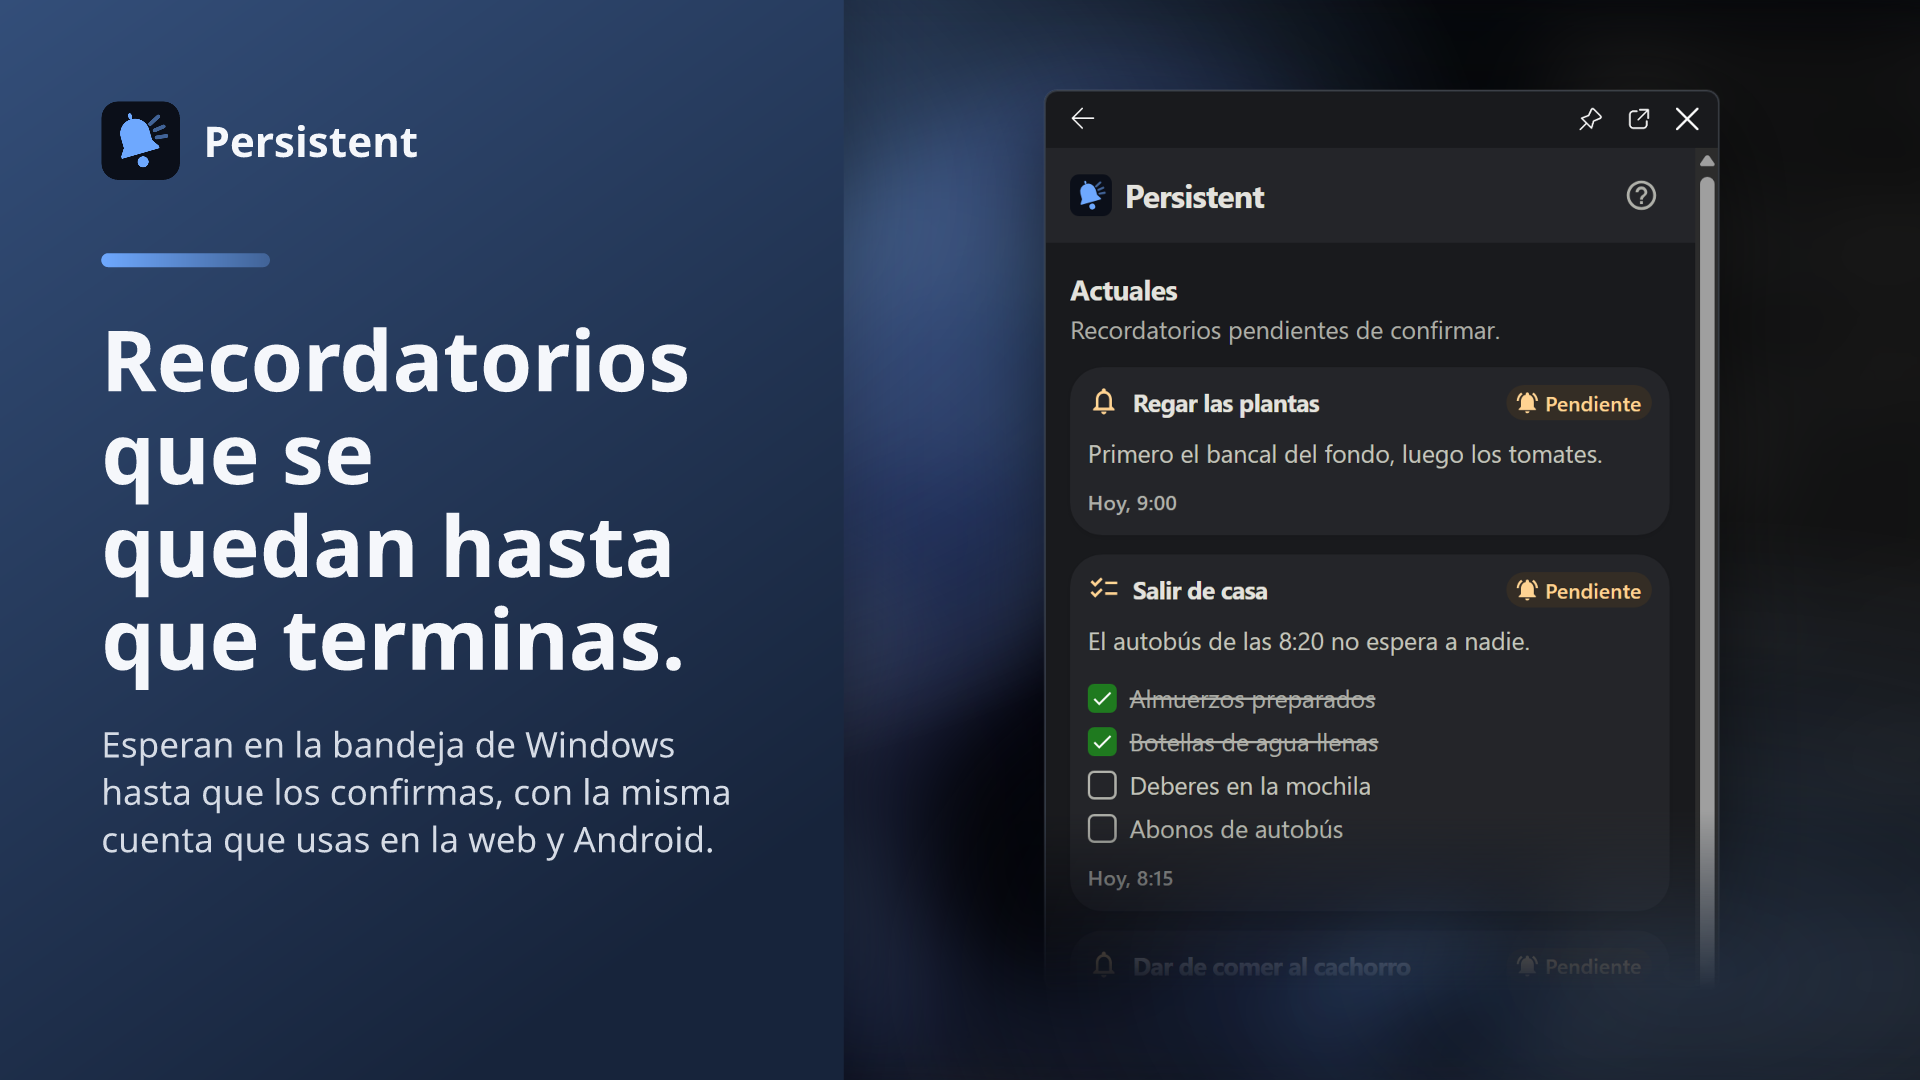 Persistent
Recordatorios
que se
quedan hasta
que terminas.
Esperan en la bandeja de Windows
hasta que los confirmas, con la misma
cuenta que usas en la web y Android.
Persistent
Actuales
Recordatorios pendientes de confirmar.
Regar las plantas
Pendiente
Primero el bancal del fondo, luego los tomates.
Hoy, 9:00
Salir de casa
Pendiente
El autobús de las 8:20 no espera a nadie.
Almuerzos preparados
Botellas de agua llenas
Deberes en la mochila
Abonos de autobús
Hoy, 8:15
Dar de comer al cachorro
Pendiente